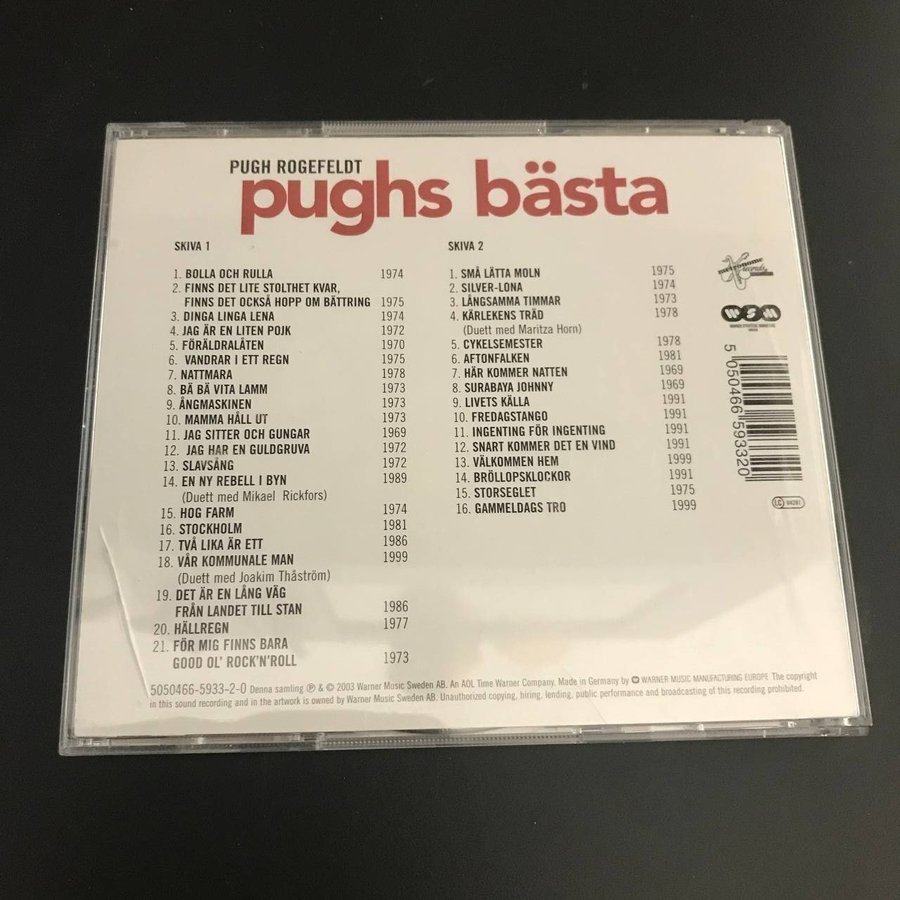 PUGH ROGEFELDT
pughs bästa
SKIVA 1
1. BOLLA OCH RULLA 1974
2. FINNS DET LITE STOLTHET KVAR,
FINNS DET OCKSÅ HOPP OM BÄTTRING 1975
3. DINGA LINGA LENA 1974
4. JAG ÄR EN LITEN POJK 1972
5. FÖRÄLDRALÅTEN 1970
6. VANDRAR I ETT REGN 1975
7. NATTMARA 1978
8. BÄ BÄ VITA LAMM 1973
9. ÅNGMASKINEN 1973
10. MAMMA HÅLL UT 1973
11. JAG SITTER OCH GUNGAR 1969
12. JAG HAR EN GULDGRUVA 1972
13. SLAVSÅNG 1972
14. EN NY REBELL I BYN 1989
(Duett med Mikael Rickfors)
15. HOG FARM 1974
16. STOCKHOLM 1981
17. TVÅ LIKA ÄR ETT 1986
18. VÅR KOMMUNALE MAN 1999
(Duett med Joakim Thåström)
19. DET ÄR EN LÅNG VÄG
FRÅN LANDET TILL STAN 1986
20. HÄLLREGN 1977
21. FÖR MIG FINNS BARA
GOOD OL' ROCK'N'ROLL 1973
SKIVA 2
1. SMÅ LÄTTA MOLN 1975
2. SILVER-LONA 1974
3. LÅNGSAMMA TIMMAR 1973
4. KÄRLEKENS TRÄD 1978
(Duett med Maritza Horn)
5. CYKELSEMESTER 1978
6. AFTONFALKEN 1981
7. HÄR KOMMER NATTEN 1969
8. SURABAYA JOHNNY 1969
9. LIVETS KÄLLA 1991
10. FREDAGSTANGO 1991
11. INGENTING FÖR INGENTING 1991
12. SNART KOMMER DET EN VIND 1991
13. VÄLKOMMEN HEM 1999
14. BRÖLLOPSKLOCKOR 1991
15. STORSEGLET 1975
16. GAMMELDAGS TRO 1999
metronome
records
WSM
5 050466 593320
LC
5050466-5933-2-0 Denna samling ℗ & © 2003 Warner Music Sweden AB. An AOL Time Warner Company. Made in Germany by WARNER MUSIC MANUFACTURING EUROPE. The copyright
in this sound recording and in the artwork is owned by Warner Music Sweden AB. Unauthorized copying, hiring, lending, public performance and broadcasting of this recording prohibited.